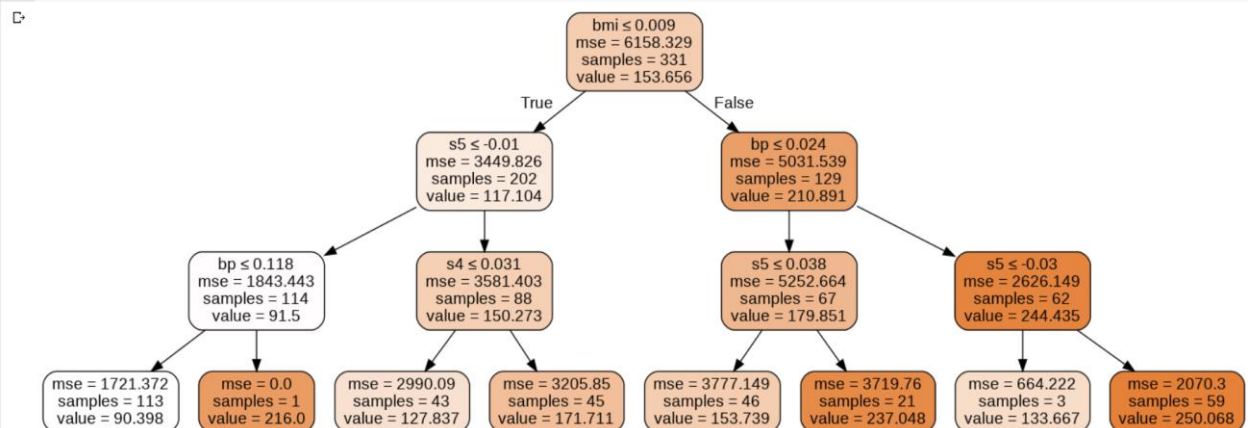 bmi ≤ 0.009
mse = 6158.329
samples = 331
value = 153.656
True
False
s5 ≤ -0.01
mse = 3449.826
samples = 202
value = 117.104
bp ≤ 0.024
mse = 5031.539
samples = 129
value = 210.891
bp ≤ 0.118
mse = 1843.443
samples = 114
value = 91.5
s4 ≤ 0.031
mse = 3581.403
samples = 88
value = 150.273
s5 ≤ 0.038
mse = 5252.664
samples = 67
value = 179.851
s5 ≤ -0.03
mse = 2626.149
samples = 62
value = 244.435
mse = 1721.372
samples = 113
value = 90.398
mse = 0.0
samples = 1
value = 216.0
mse = 2990.09
samples = 43
value = 127.837
mse = 3205.85
samples = 45
value = 171.711
mse = 3777.149
samples = 46
value = 153.739
mse = 3719.76
samples = 21
value = 237.048
mse = 664.222
samples = 3
value = 133.667
mse = 2070.3
samples = 59
value = 250.068